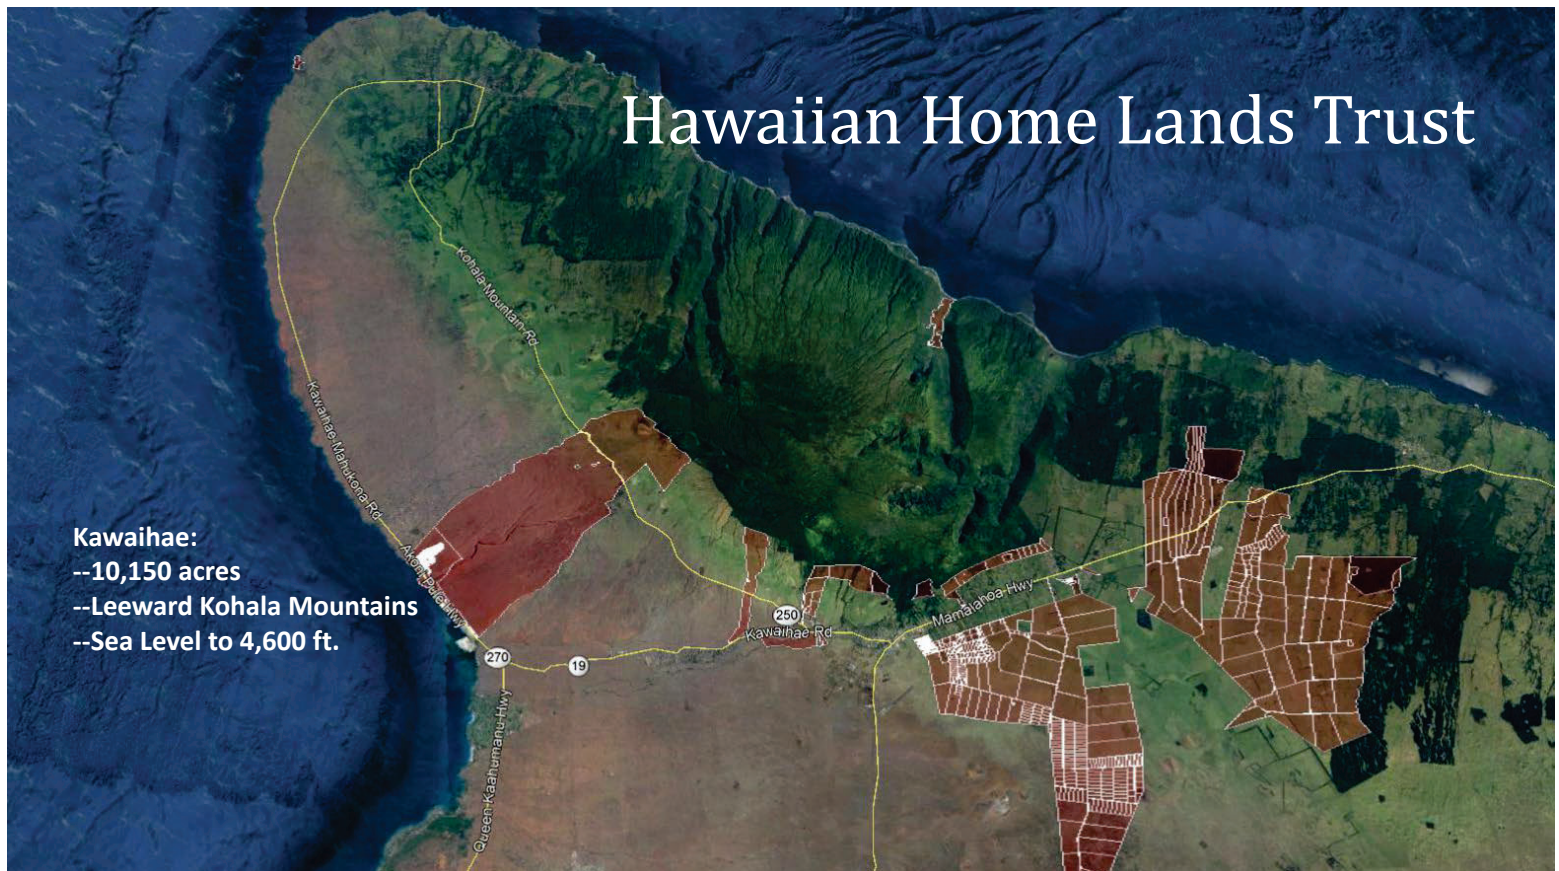 Hawaiian Home Lands Trust
Kohala Mountain Rd
Kawaihae-Mahukona Rd
Kawaihae:
--10,150 acres
--Leeward Kohala Mountains
--Sea Level to 4,600 ft.
Akoni Pule Hwy
Mamalahoa Hwy
250
Kawaihae Rd
270
19
Queen Kaahumanu Hwy